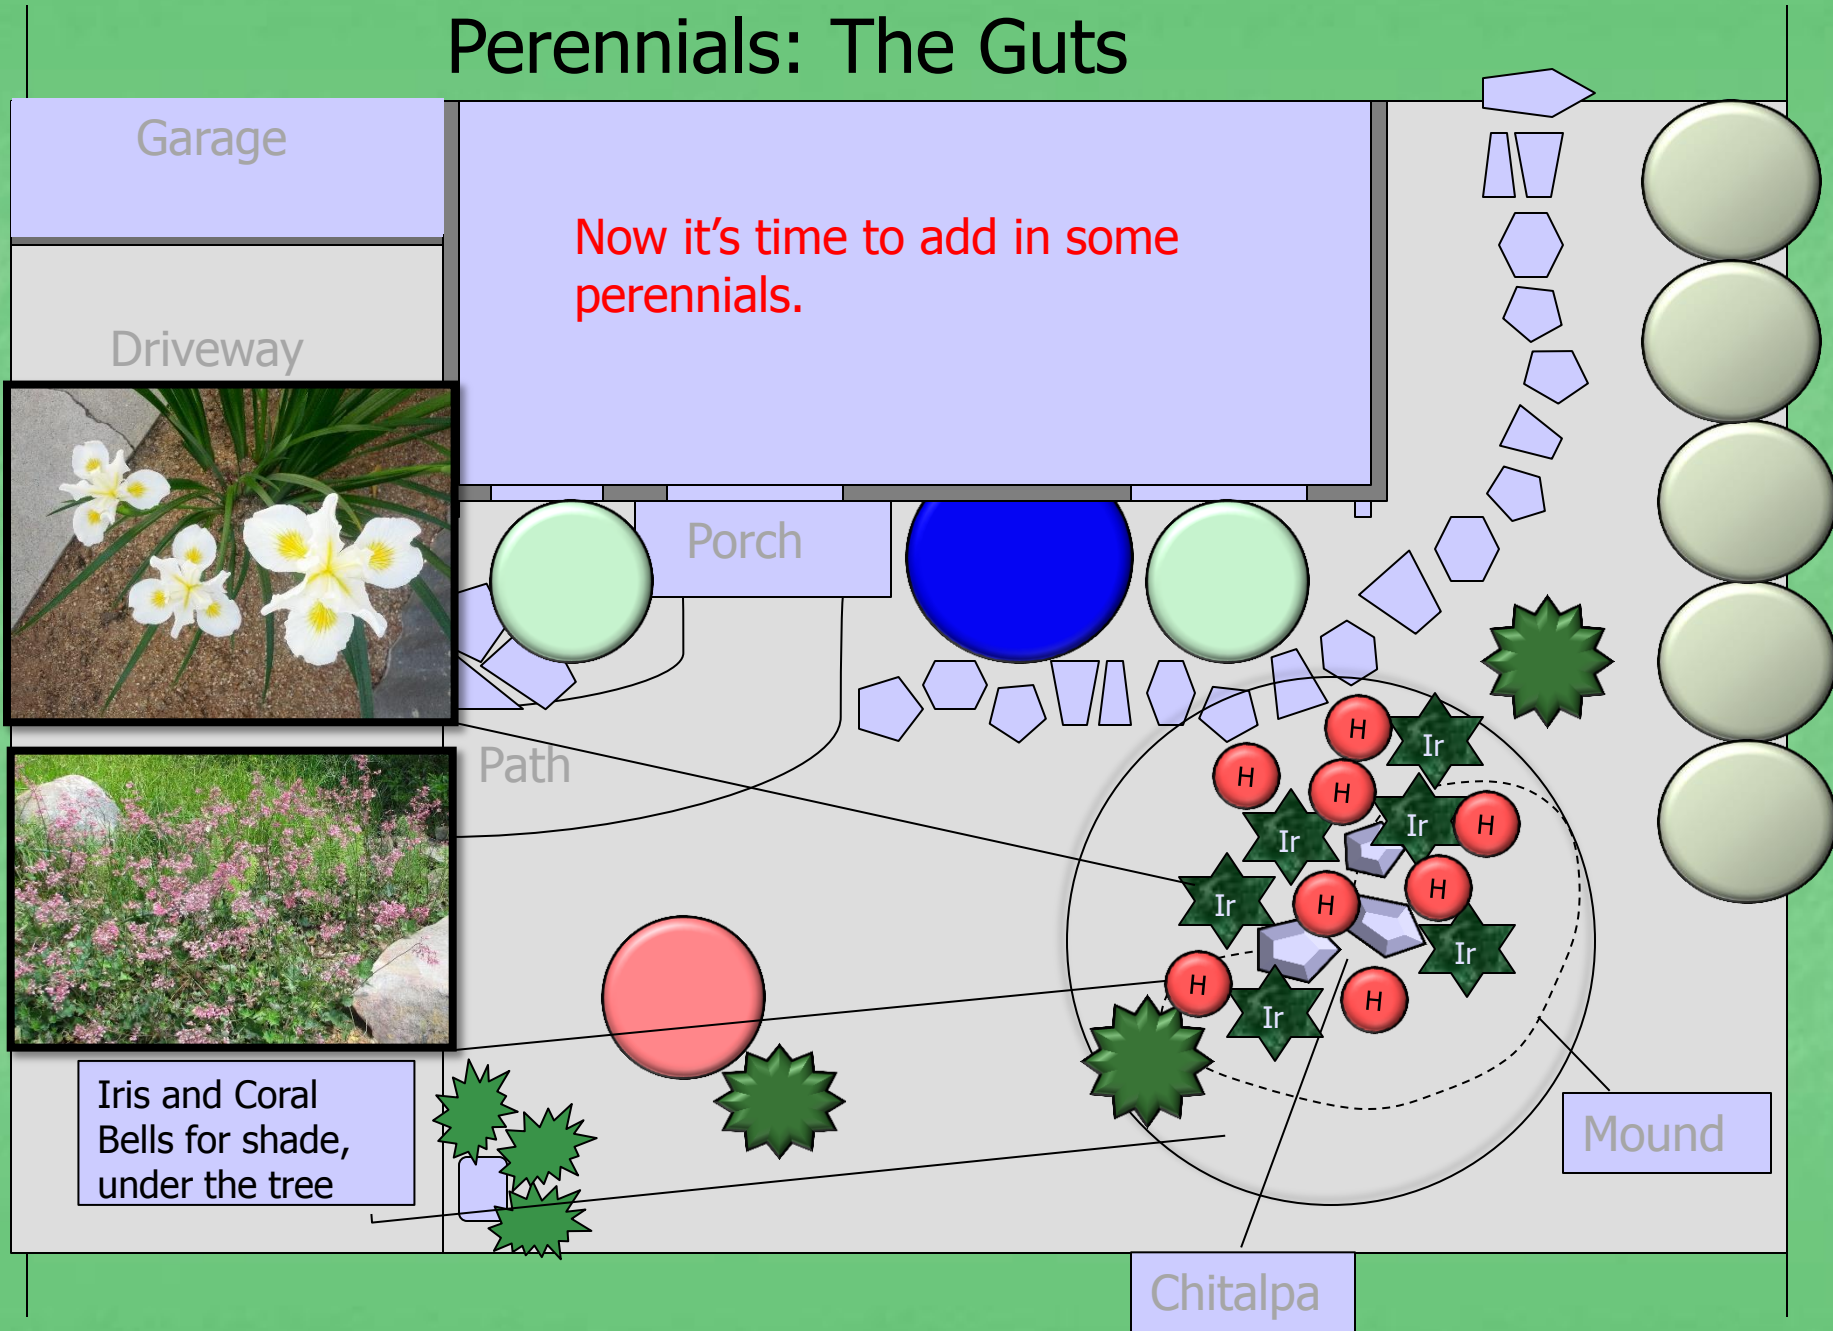 Perennials: The Guts
Garage
Now it's time to add in some
perennials.
Driveway
Porch
Path
H
Ir
H
H
Ir
H
Ir
H
Ir
H
Ir
H
H
Ir
Iris and Coral
Bells for shade,
under the tree
Mound
Chitalpa